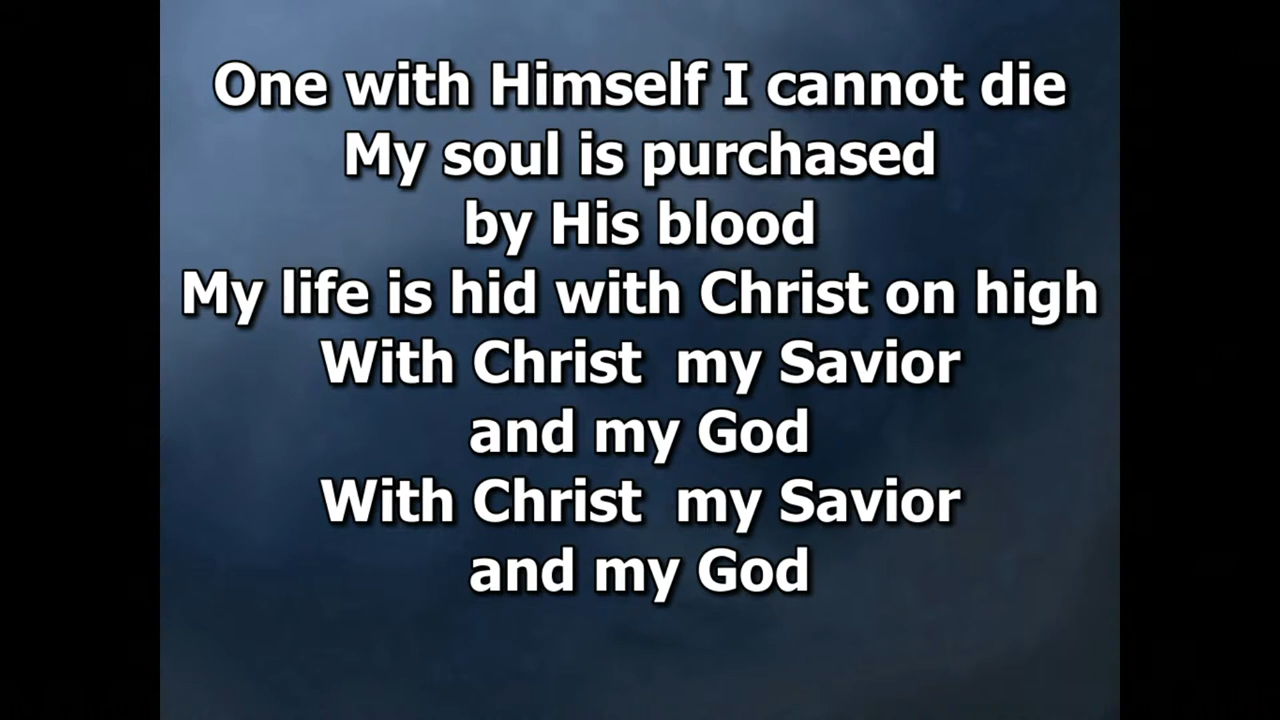 One with Himself I cannot die
My soul is purchased
by His blood
My life is hid with Christ on high
With Christ  my Savior
and my God
With Christ  my Savior
and my God